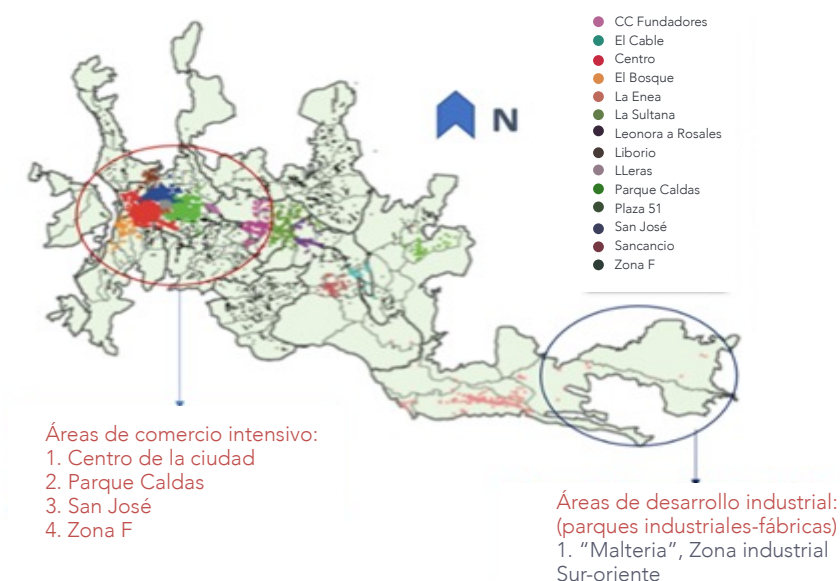 CC Fundadores
El Cable
Centro
El Bosque
La Enea
La Sultana
Leonora a Rosales
Liborio
LLeras
Parque Caldas
Plaza 51
San José
Sancancio
Zona F
N
Áreas de comercio intensivo:
1. Centro de la ciudad
2. Parque Caldas
3. San José
4. Zona F
Áreas de desarrollo industrial:
(parques industriales-fábricas)
1. “Malteria”, Zona industrial
Sur-oriente